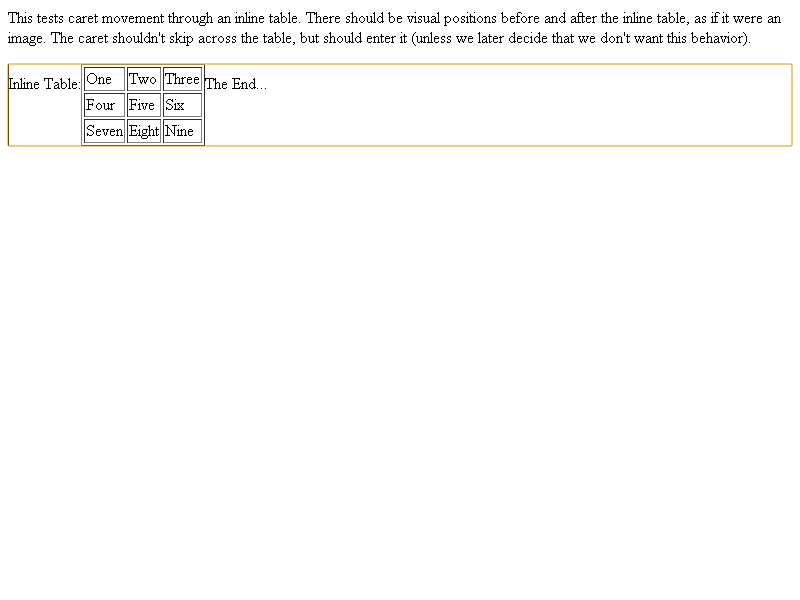 This tests caret movement through an inline table. There should be visual positions before and after the inline table, as if it were an
image. The caret shouldn't skip across the table, but should enter it (unless we later decide that we don't want this behavior).
Inline Table: One Two Three The End...
Four Five Six
Seven Eight Nine